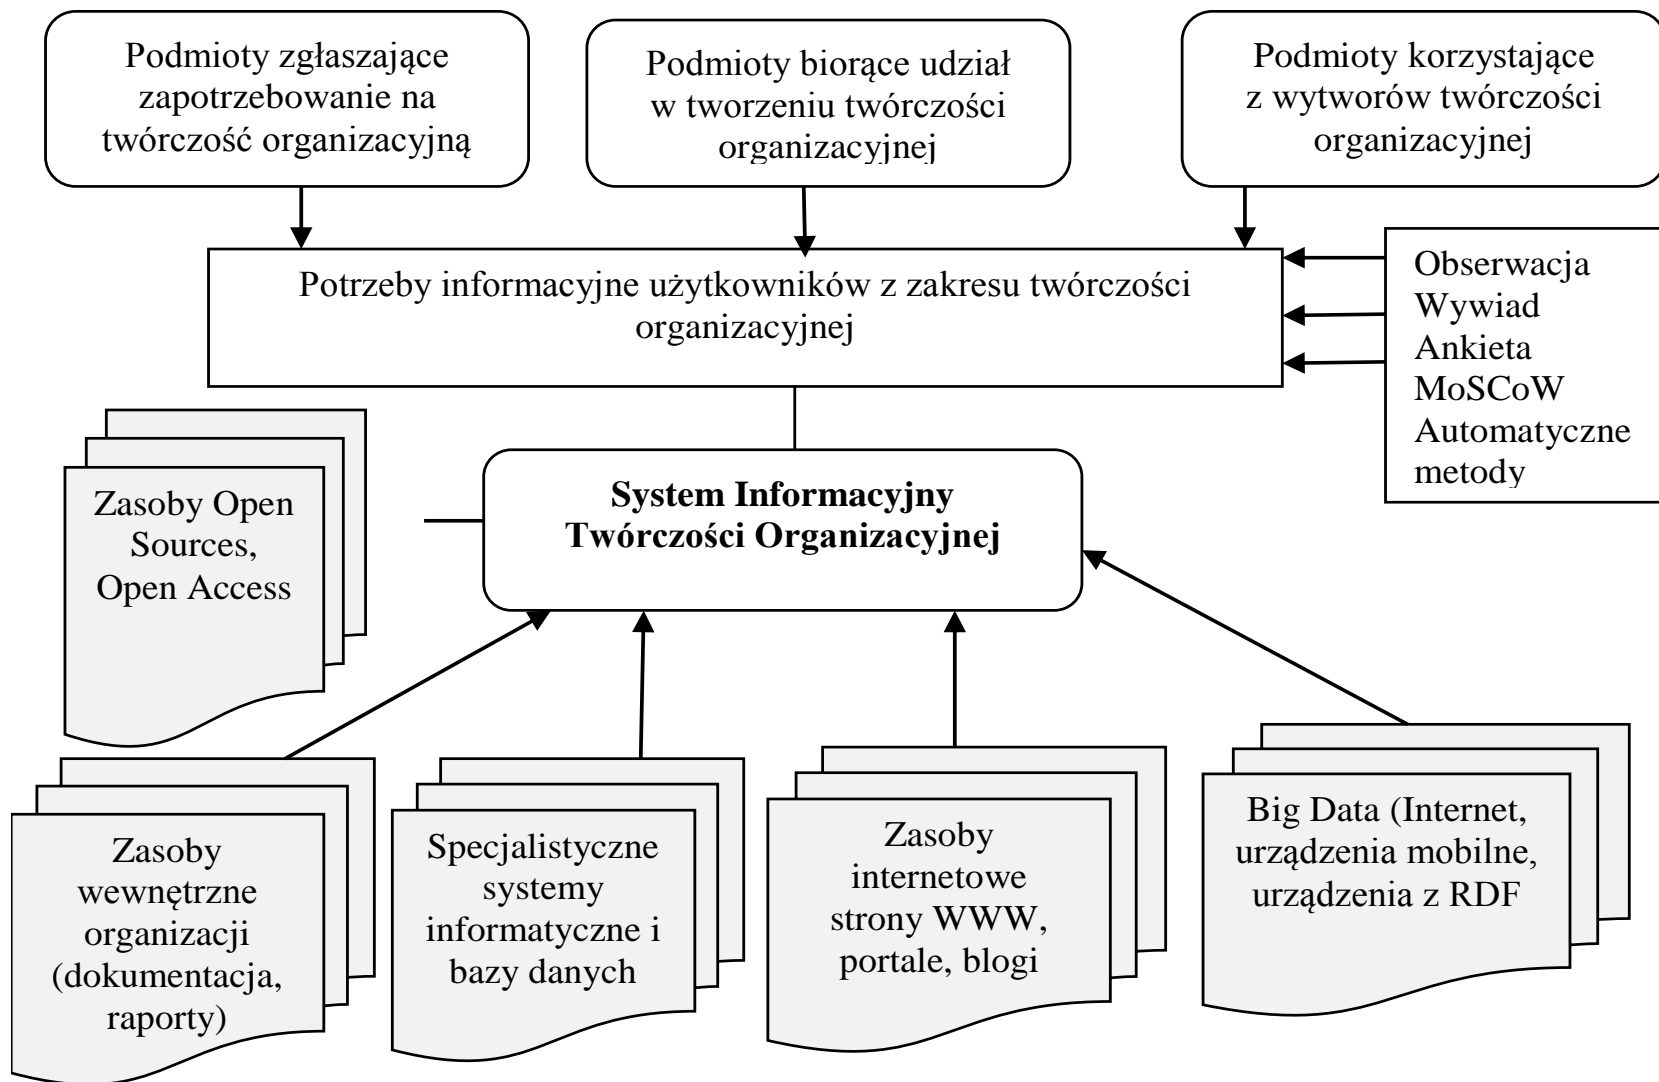 Podmioty zgłaszające
zapotrzebowanie na
twórczość organizacyjną
Podmioty biorące udział
w tworzeniu twórczości
organizacyjnej
Podmioty korzystające
z wytworów twórczości
organizacyjnej
Potrzeby informacyjne użytkowników z zakresu twórczości
organizacyjnej
Obserwacja
Wywiad
Ankieta
MoSCoW
Automatyczne
metody
System Informacyjny
Twórczości Organizacyjnej
Zasoby Open
Sources,
Open Access
Zasoby
wewnętrzne
organizacji
(dokumentacja,
raporty)
Specjalistyczne
systemy
informatyczne i
bazy danych
Zasoby
internetowe
strony WWW,
portale, blogi
Big Data (Internet,
urządzenia mobilne,
urządzenia z RDF